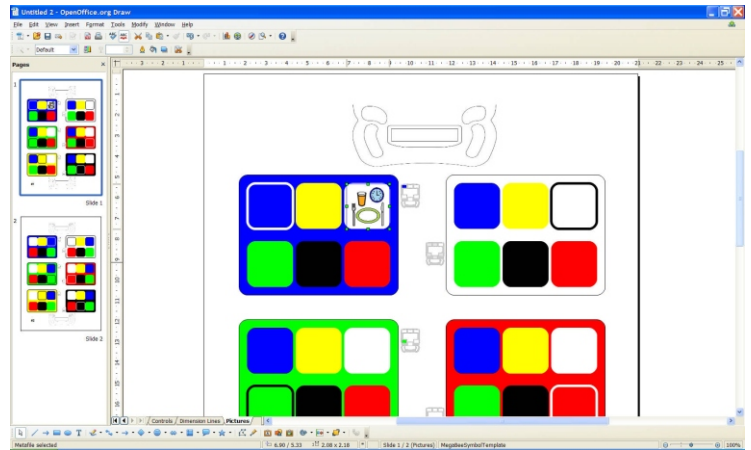 Untitled 2 - OpenOffice.org Draw
File Edit View Insert Format Tools Modify Window Help
Default
Pages
1
Slide 1
2
Slide 2
Controls / Dimension Lines / Pictures
Metafile selected
6.90 / 5.33
2.08 x 2.18
Slide 1 / 2 (Pictures)
MegaBeeSymbolTemplate
100%